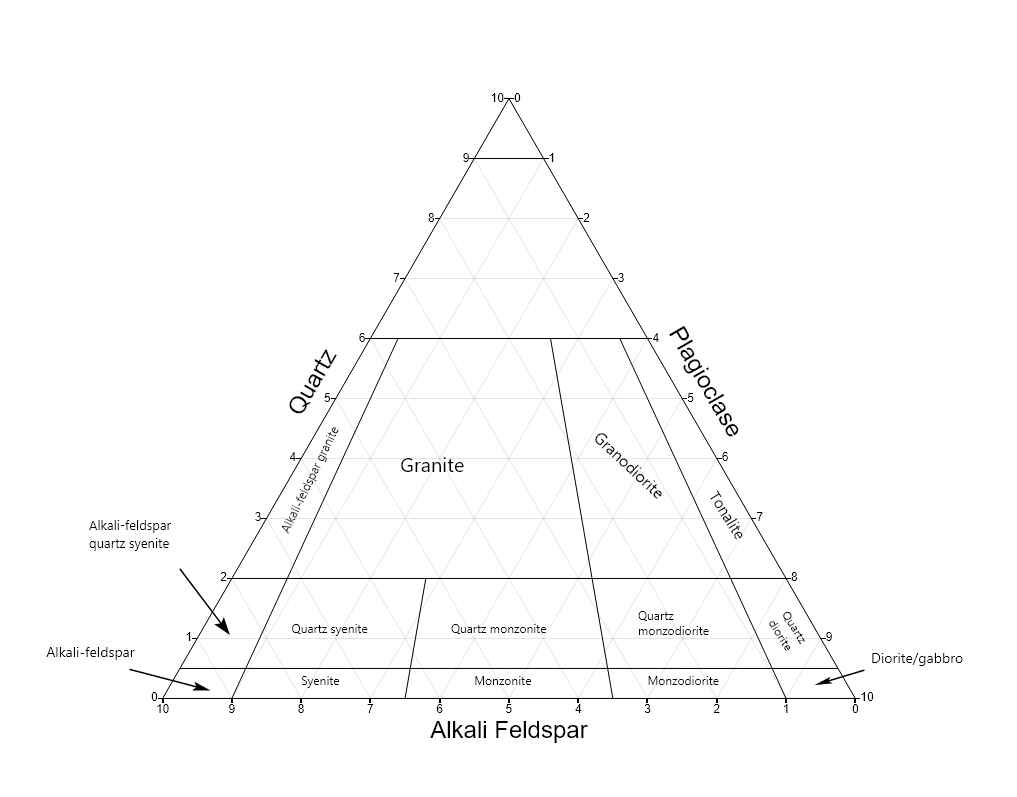 10 0
9 1
8 2
7 3
6 4
Quartz
Plagioclase
5 5
4 6
Alkali-feldspar granite
Granite
Granodiorite
Tonalite
3 7
Alkali-feldspar
quartz syenite
2 8
1 9
Quartz syenite
Quartz monzonite
Quartz
monzodiorite
Quartz
diorite
Alkali-feldspar
Syenite
Monzonite
Monzodiorite
Diorite/gabbro
0 10
10 9 8 7 6 5 4 3 2 1 0
Alkali Feldspar